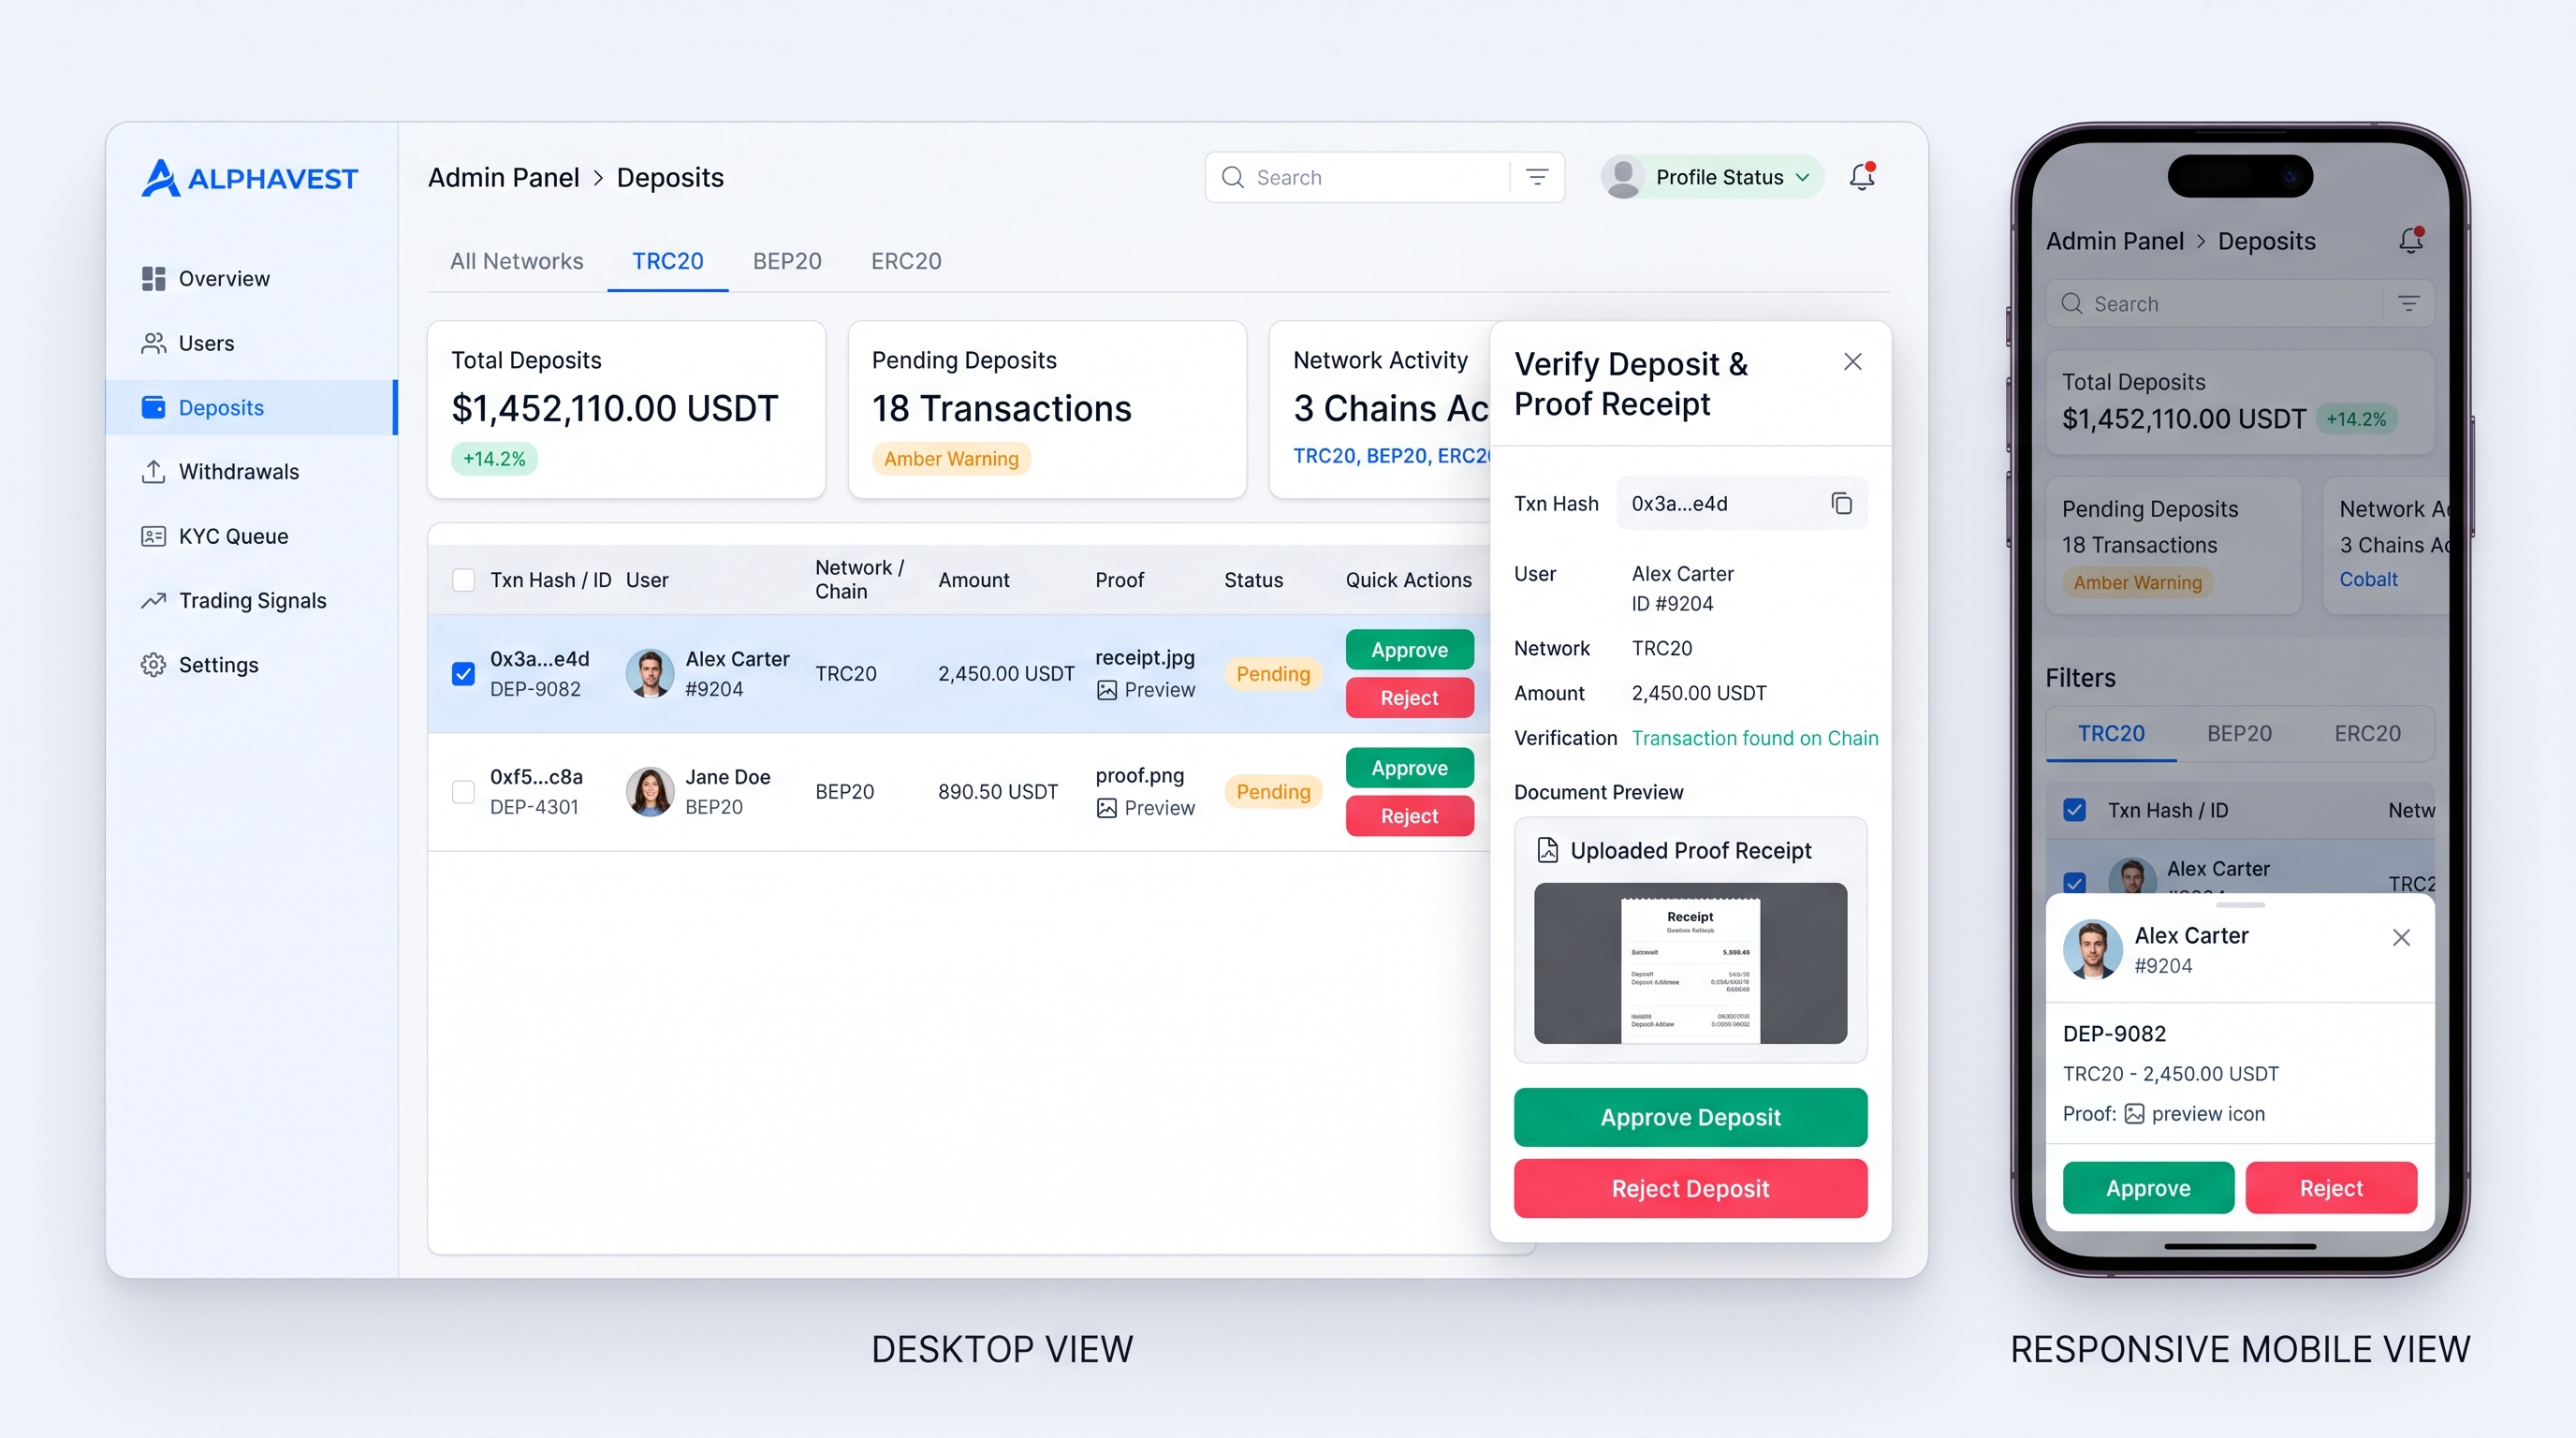 ALPHAVEST
Overview
Users
Deposits
Withdrawals
KYC Queue
Trading Signals
Settings
Admin Panel > Deposits
Search
Profile Status
All Networks
TRC20
BEP20
ERC20
Total Deposits
$1,452,110.00 USDT
+14.2%
Pending Deposits
18 Transactions
Amber Warning
Network Activity
3 Chains Ac
TRC20, BEP20, ERC20
Txn Hash / ID
User
Network /
Chain
Amount
Proof
Status
Quick Actions
0x3a...e4d
DEP-9082
Alex Carter
#9204
TRC20
2,450.00 USDT
receipt.jpg
Preview
Pending
Approve
Reject
0xf5...c8a
DEP-4301
Jane Doe
BEP20
BEP20
890.50 USDT
proof.png
Preview
Pending
Approve
Reject
Verify Deposit &
Proof Receipt
Txn Hash
0x3a...e4d
User
Alex Carter
ID #9204
Network
TRC20
Amount
2,450.00 USDT
Verification
Transaction found on Chain
Document Preview
Uploaded Proof Receipt
Receipt
Deposit
Approve Deposit
Reject Deposit
DESKTOP VIEW
Admin Panel > Deposits
Search
Total Deposits
$1,452,110.00 USDT
+14.2%
Pending Deposits
18 Transactions
Amber Warning
Network Ac
3 Chains Ac
Cobalt
Filters
TRC20
BEP20
ERC20
Txn Hash / ID
Netw
Alex Carter
TRC2
Alex Carter
#9204
DEP-9082
TRC20 - 2,450.00 USDT
Proof:
preview icon
Approve
Reject
RESPONSIVE MOBILE VIEW